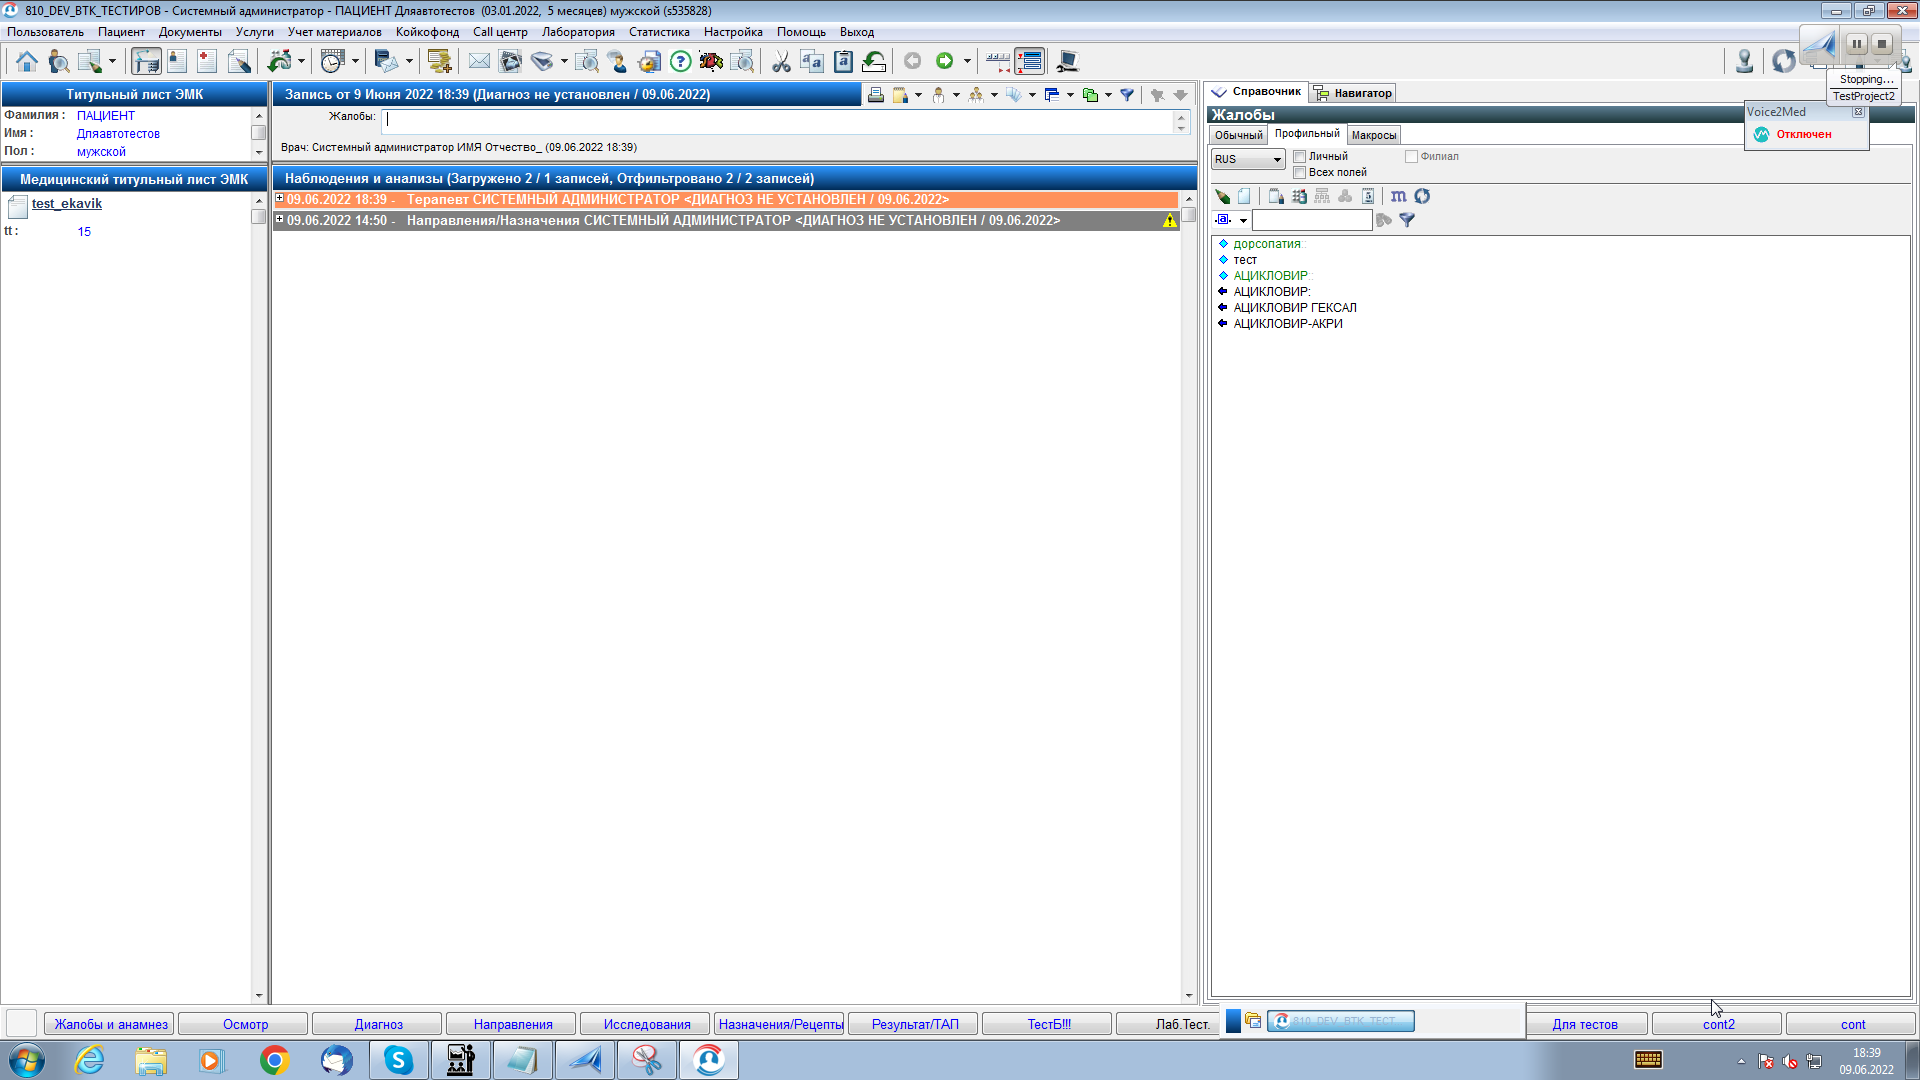 810_DEV_ВТК_ТЕСТИРОВ - Системный администратор - ПАЦИЕНТ Дляавтотестов  (03.01.2022,  5 месяцев) мужской (s535828)
Пользователь Пациент Документы Услуги Учет материалов Койкофонд Call центр Лаборатория Статистика Настройка Помощь Выход
Stopping...
TestProject2
Титульный лист ЭМК
Фамилия : ПАЦИЕНТ
Имя : Дляавтотестов
Пол : мужской
Медицинский титульный лист ЭМК
test_ekavik
tt : 15
Запись от 9 Июня 2022 18:39 (Диагноз не установлен / 09.06.2022)
Жалобы:
Врач: Системный администратор ИМЯ Отчество_ (09.06.2022 18:39)
Наблюдения и анализы (Загружено 2 / 1 записей, Отфильтровано 2 / 2 записей)
09.06.2022 18:39 - Терапевт СИСТЕМНЫЙ АДМИНИСТРАТОР <ДИАГНОЗ НЕ УСТАНОВЛЕН / 09.06.2022>
09.06.2022 14:50 - Направления/Назначения СИСТЕМНЫЙ АДМИНИСТРАТОР <ДИАГНОЗ НЕ УСТАНОВЛЕН / 09.06.2022>
Справочник Навигатор
Жалобы
Voice2Med
Отключен
Обычный Профильный Макросы
RUS Личный Филиал
Всех полей
дорсопатия::
тест
АЦИКЛОВИР::
АЦИКЛОВИР:
АЦИКЛОВИР ГЕКСАЛ
АЦИКЛОВИР-АКРИ
Жалобы и анамнез Осмотр Диагноз Направления Исследования Назначения/Рецепты Результат/ТАП ТестБ!!! Лаб.Тест. 810_DEV_ВТК_ТЕСТ... Для тестов cont2 cont
18:39
09.06.2022